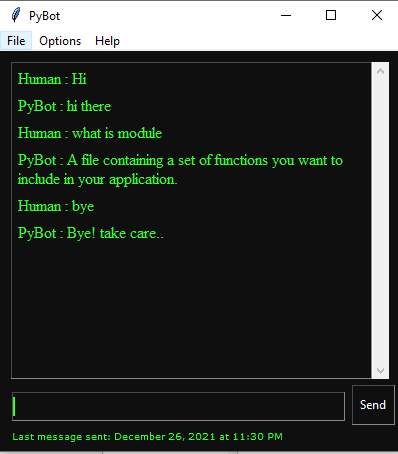 PyBot
File Options Help
Human : Hi
PyBot : hi there
Human : what is module
PyBot : A file containing a set of functions you want to
include in your application.
Human : bye
PyBot : Bye! take care..
Send
Last message sent: December 26, 2021 at 11:30 PM